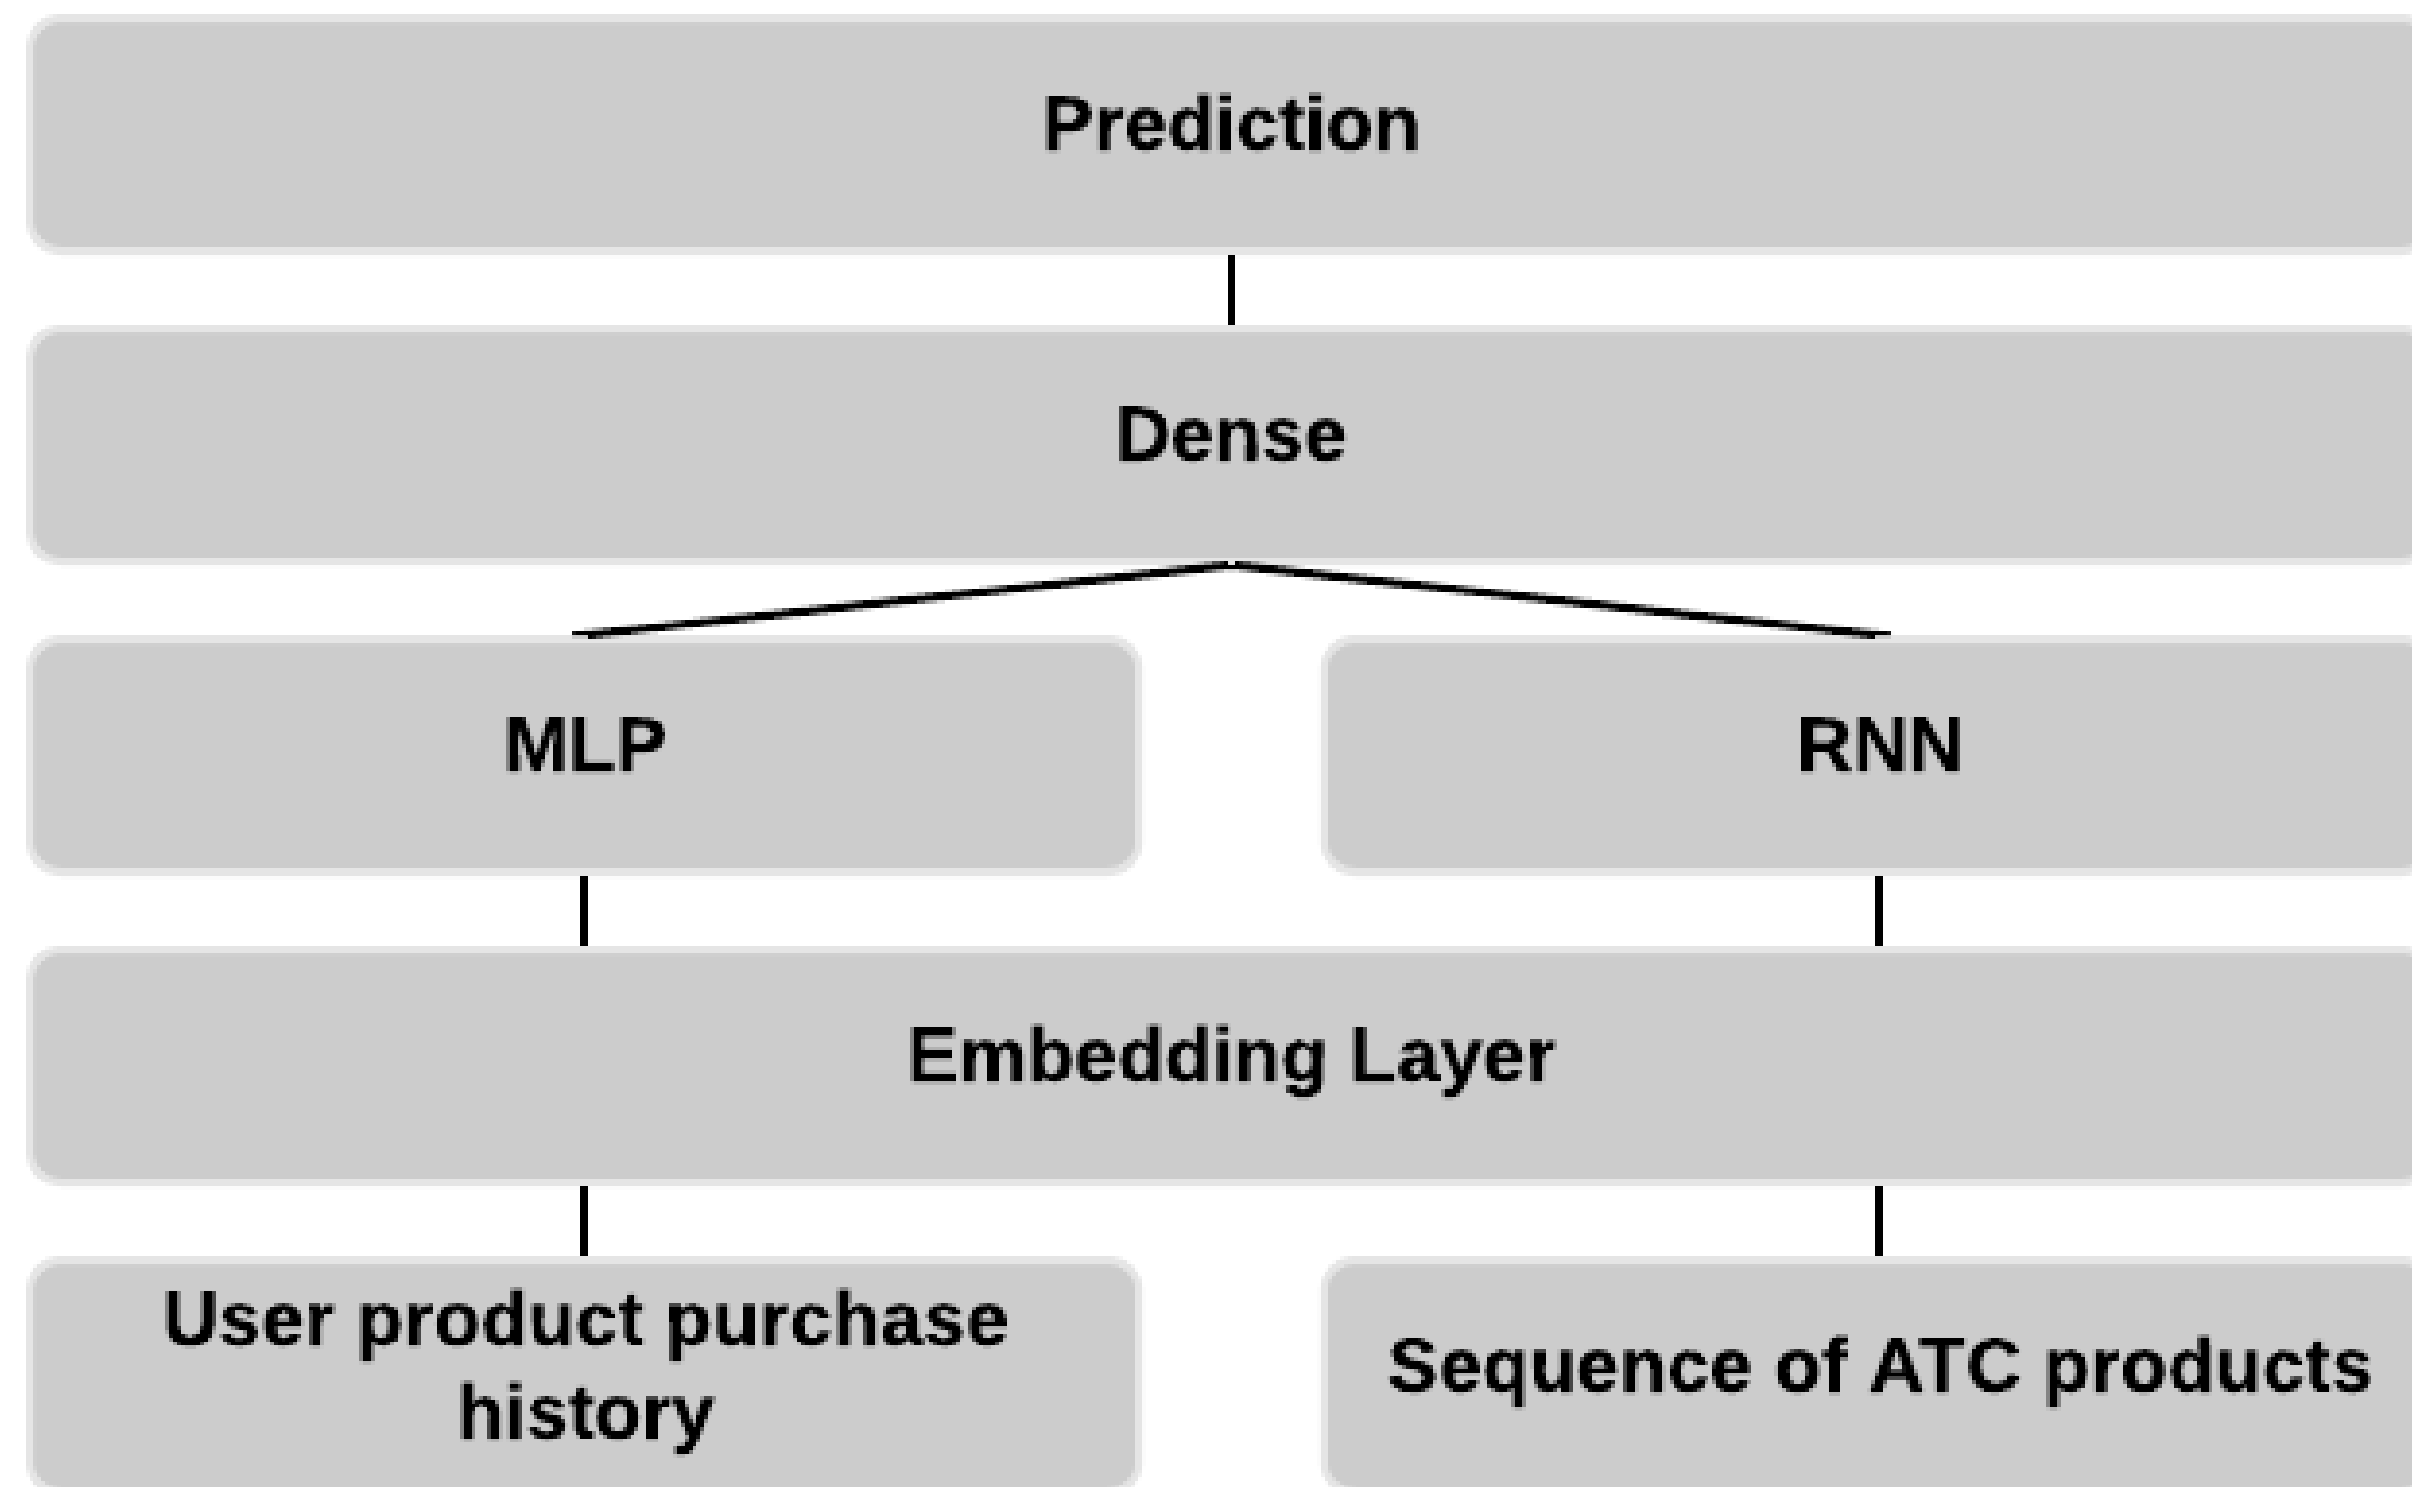 Prediction
Dense
MLP
RNN
Embedding Layer
User product purchase
history
Sequence of ATC products